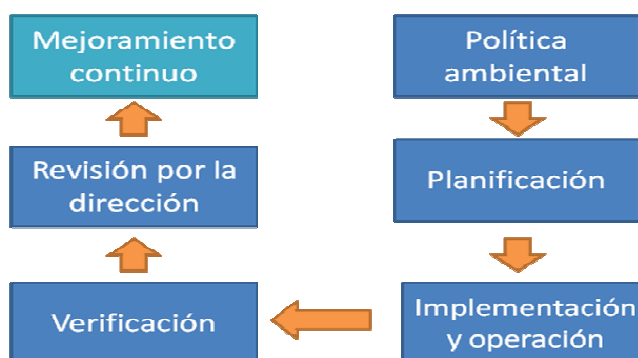 Mejoramiento
continuo
Política
ambiental
Revisión por la
dirección
Planificación
Verificación
Implementación
y operación